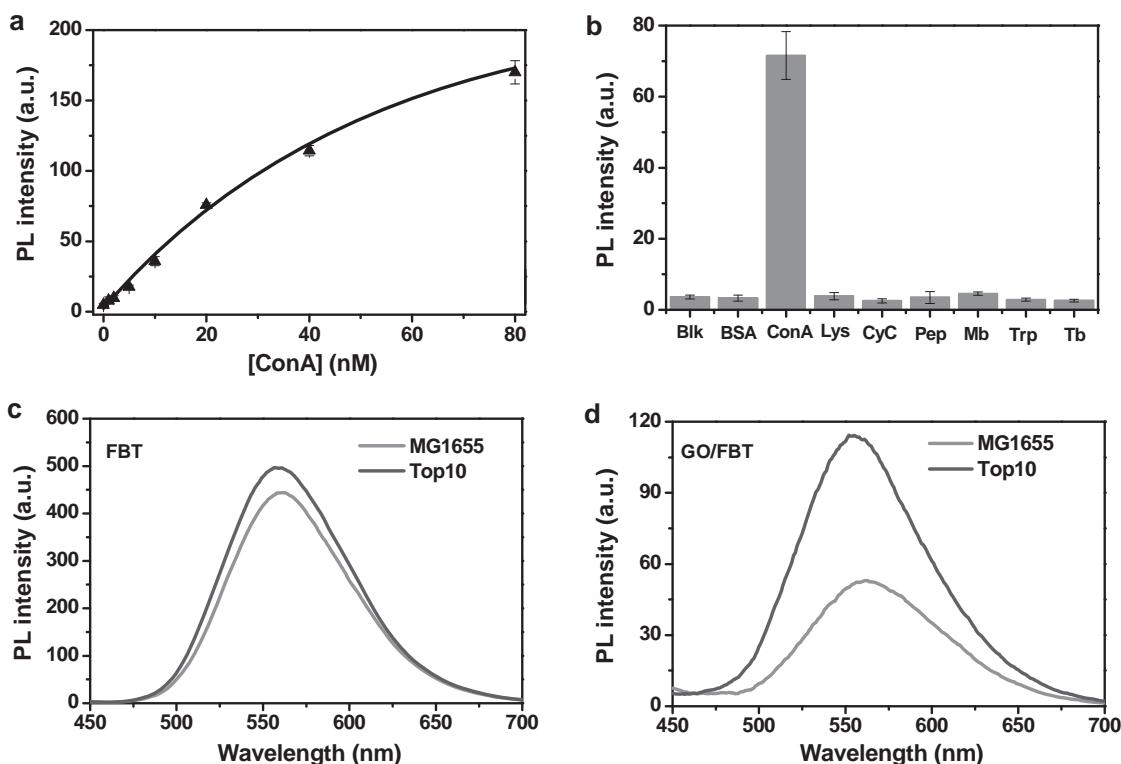 a
200
150
100
50
0
PL intensity (a.u.)
0 20 40 60 80
[ConA] (nM)
b
80
60
40
20
0
PL intensity (a.u.)
Blk BSA ConA Lys CyC Pep Mb Trp Tb
c
600
500
400
300
200
100
0
PL intensity (a.u.)
FBT
MG1655
Top10
450 500 550 600 650 700
Wavelength (nm)
d
120
90
60
30
0
PL intensity (a.u.)
GO/FBT
MG1655
Top10
450 500 550 600 650 700
Wavelength (nm)